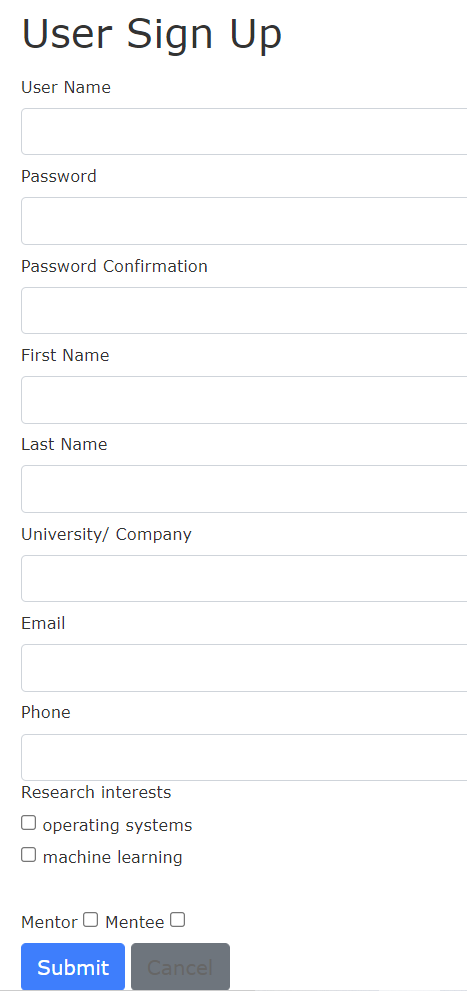 User Sign Up
User Name
Password
Password Confirmation
First Name
Last Name
University/ Company
Email
Phone
Research interests
operating systems
machine learning
Mentor Mentee
Submit Cancel